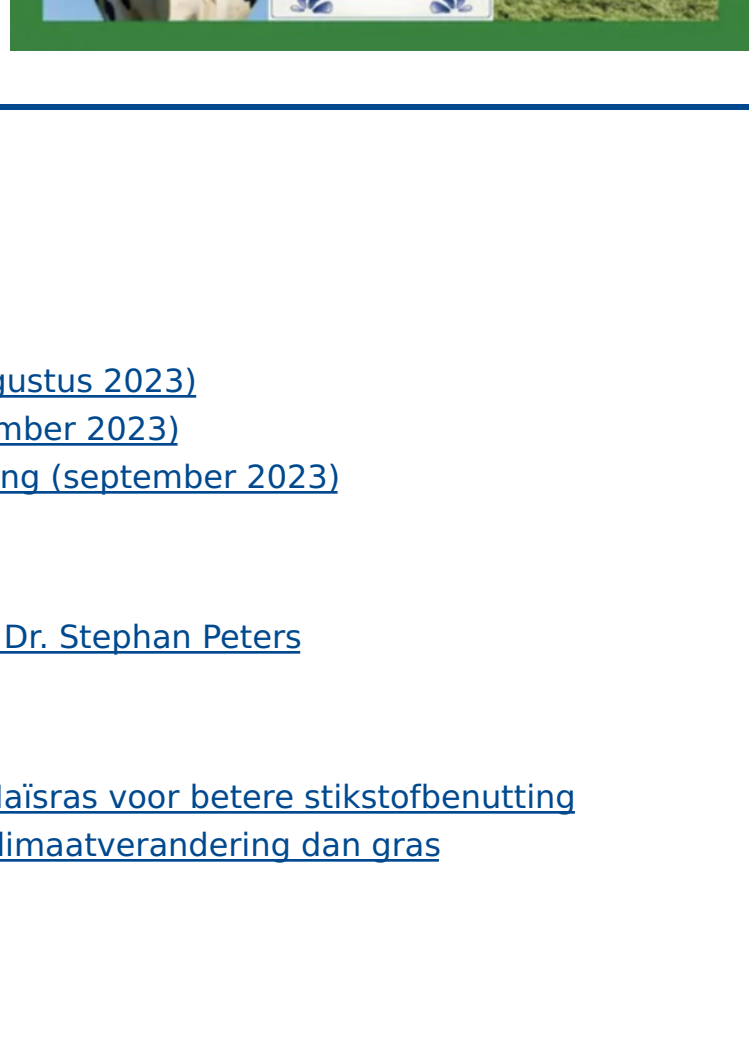 gustus 2023)
mber 2023)
ng (september 2023)
Dr. Stephan Peters
aïsras voor betere stikstofbenutting
limaatverandering dan gras